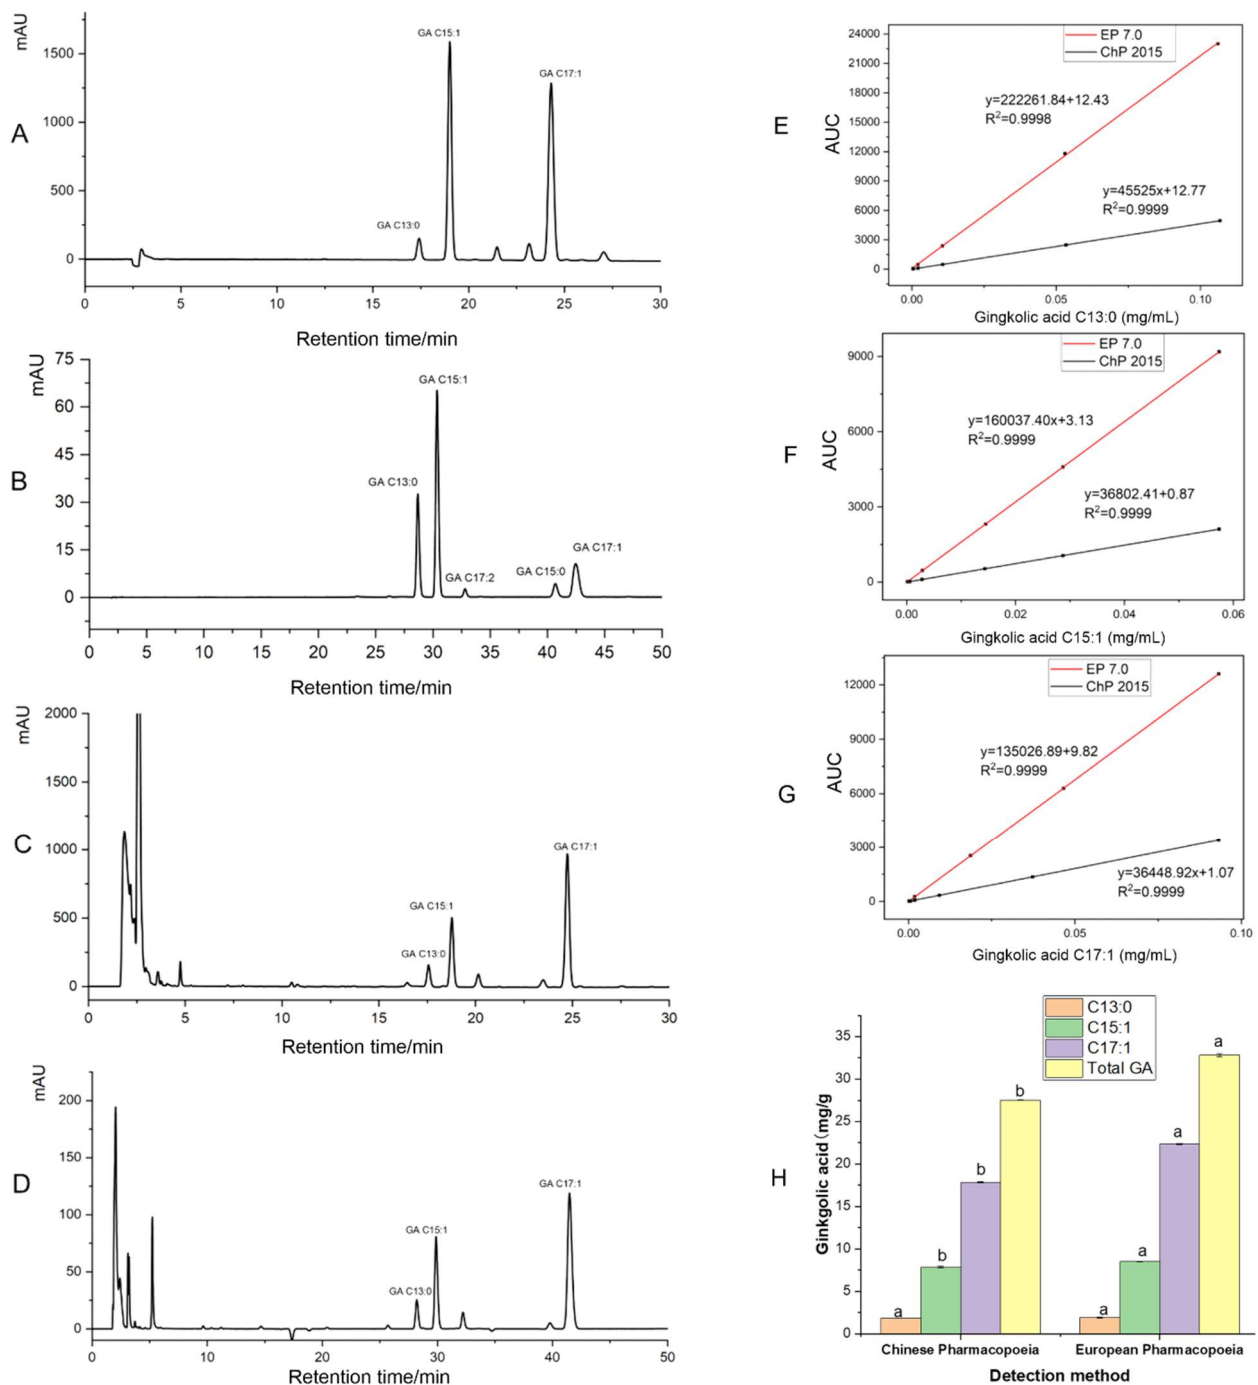 A
mAU
1500
1000
500
0
GA C13:0
GA C15:1
GA C17:1
0 5 10 15 20 25 30
Retention time/min
B
mAU
75
60
45
30
15
0
GA C13:0
GA C15:1
GA C17:2
GA C15:0
GA C17:1
0 5 10 15 20 25 30 35 40 45 50
Retention time/min
C
mAU
2000
1500
1000
500
0
GA C13:0
GA C15:1
GA C17:1
0 5 10 15 20 25 30
Retention time/min
D
mAU
200
150
100
50
0
GA C13:0
GA C15:1
GA C17:1
0 10 20 30 40 50
Retention time/min
E
AUC
24000
21000
18000
15000
12000
9000
6000
3000
0
EP 7.0
ChP 2015
y=222261.84+12.43
R²=0.9998
y=45525x+12.77
R²=0.9999
0.00 0.05 0.10
Gingkolic acid C13:0 (mg/mL)
F
AUC
9000
6000
3000
0
EP 7.0
ChP 2015
y=160037.40x+3.13
R²=0.9999
y=36802.41+0.87
R²=0.9999
0.00 0.02 0.04 0.06
Gingkolic acid C15:1 (mg/mL)
G
AUC
12000
9000
6000
3000
0
EP 7.0
ChP 2015
y=135026.89+9.82
R²=0.9999
y=36448.92x+1.07
R²=0.9999
0.00 0.05 0.10
Gingkolic acid C17:1 (mg/mL)
H
Ginkgolic acid（mg/g
35
30
25
20
15
10
5
0
C13:0
C15:1
C17:1
Total GA
a b b b a a a a
Chinese Pharmacopoeia European Pharmacopoeia
Detection method